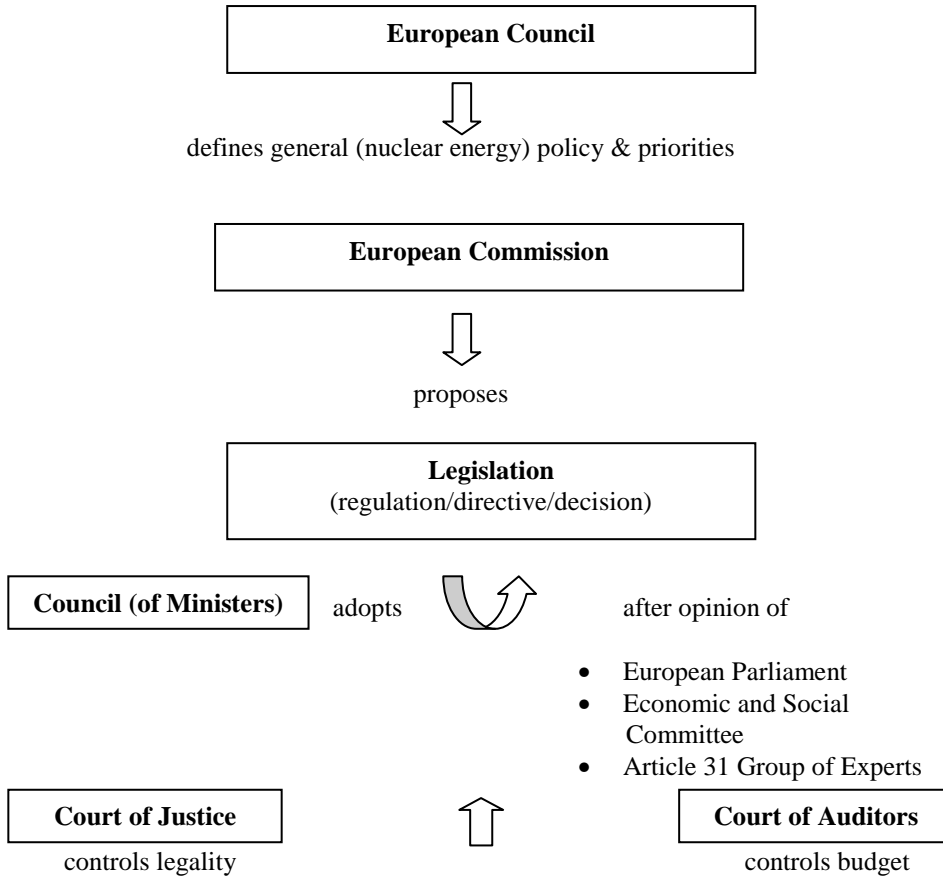 European Council
defines general (nuclear energy) policy & priorities
European Commission
proposes
Legislation
(regulation/directive/decision)
Council (of Ministers)
adopts
after opinion of
• European Parliament
• Economic and Social
Committee
• Article 31 Group of Experts
Court of Justice
controls legality
Court of Auditors
controls budget